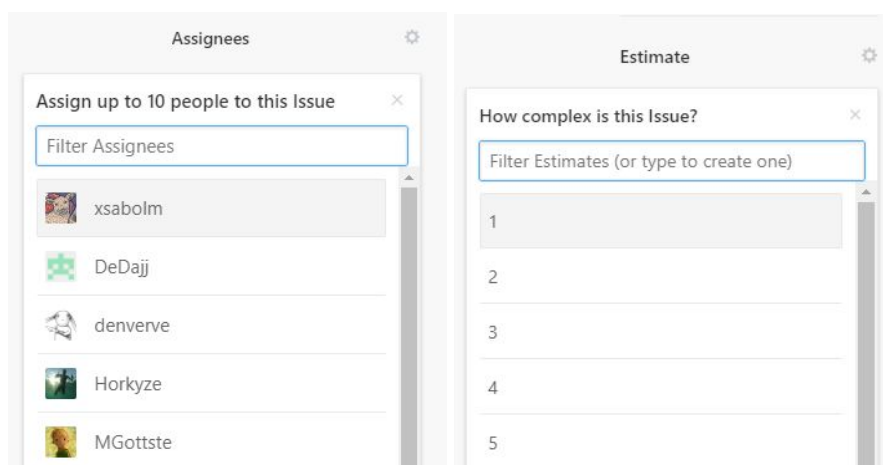 Assignees
Assign up to 10 people to this Issue
Filter Assignees
xsabolm
DeDajj
denverve
Horkyze
MGottste
Estimate
How complex is this Issue?
Filter Estimates (or type to create one)
1
2
3
4
5